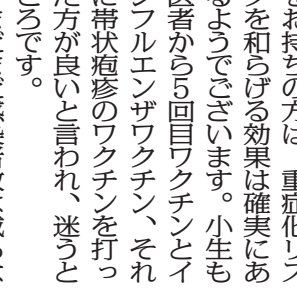 をお持ちの方は、重症化リス
クを和らげる効果は確実にあ
るようでございます。小生も
医者から5回目ワクチンとイ
ンフルエンザワクチン、それ
に帯状疱疹のワクチンを打っ
た方が良いと言われ、迷うと
ころです。